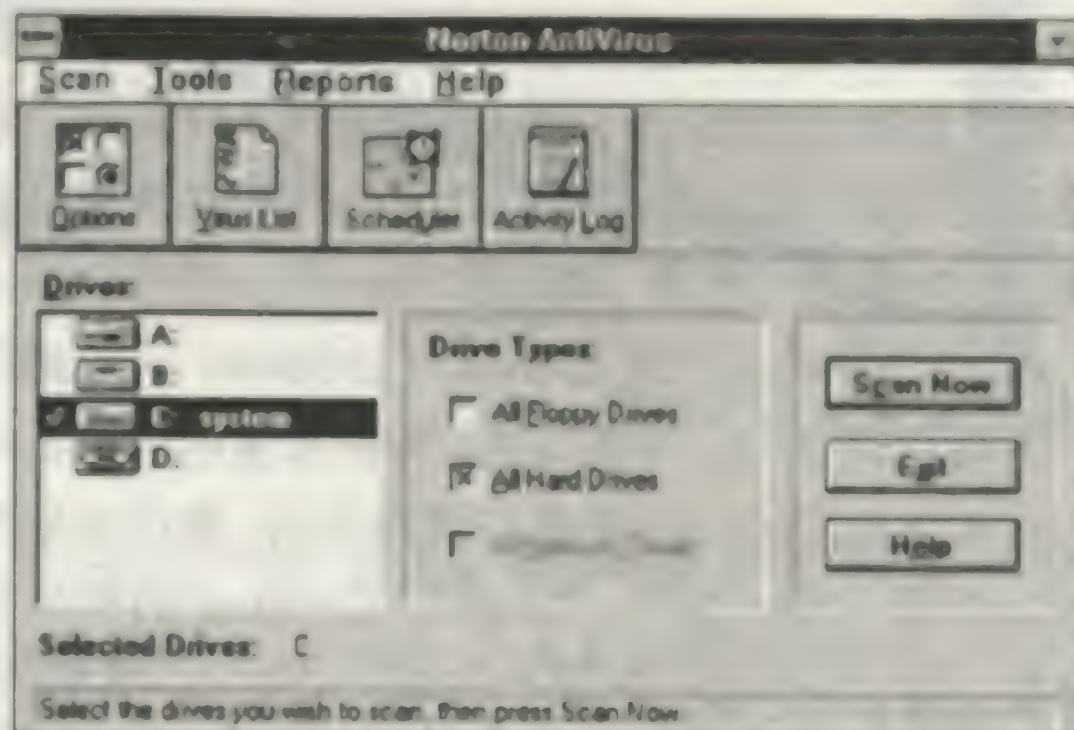 Norton AntiVirus
Scan Tools Reports Help
Options Virus List Scheduler Activity Log
Drives:
A:
B:
C: system
D:
Drive Types:
All Floppy Drives
All Hard Drives
Scan Now
Exit
Help
Selected Drives: C
Select the drives you wish to scan, then press Scan Now